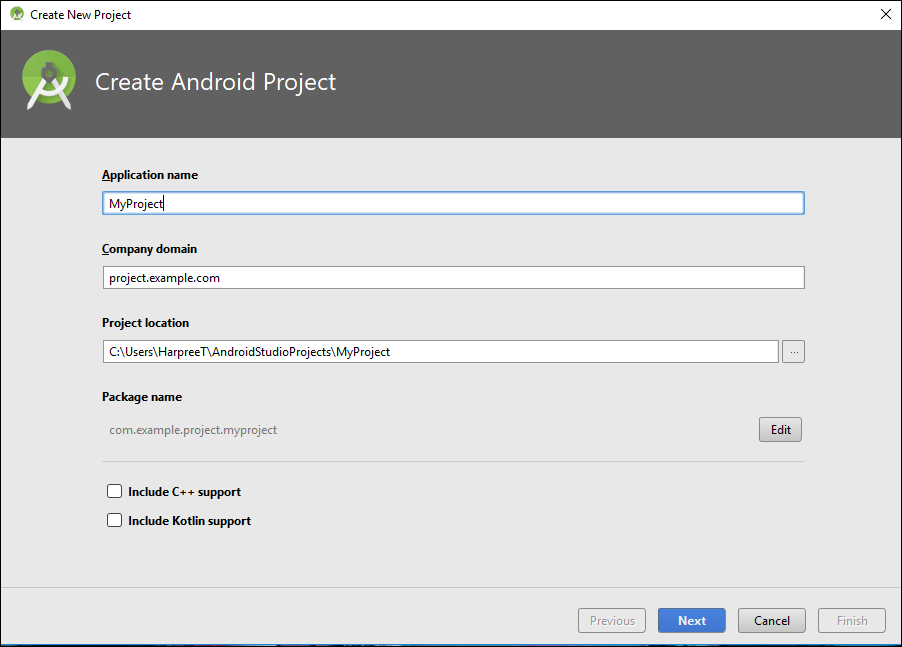 Create New Project
Create Android Project
Application name
MyProject
Company domain
project.example.com
Project location
C:\Users\HarpreeT\AndroidStudioProjects\MyProject
...
Package name
com.example.project.myproject
Edit
Include C++ support
Include Kotlin support
Previous Next Cancel Finish